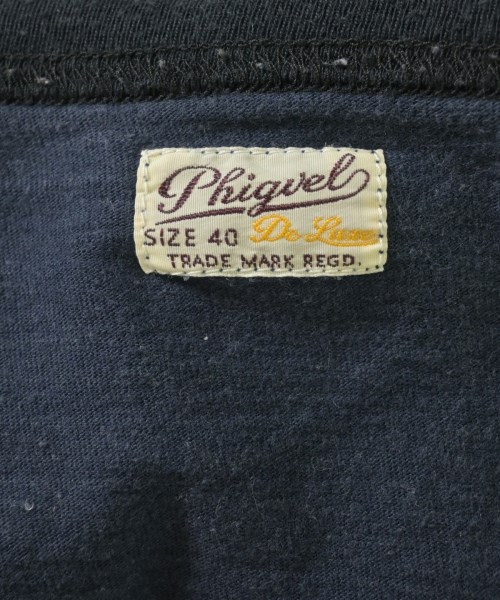 Phigvel
SIZE 40 De Luxe
TRADE MARK REGD.